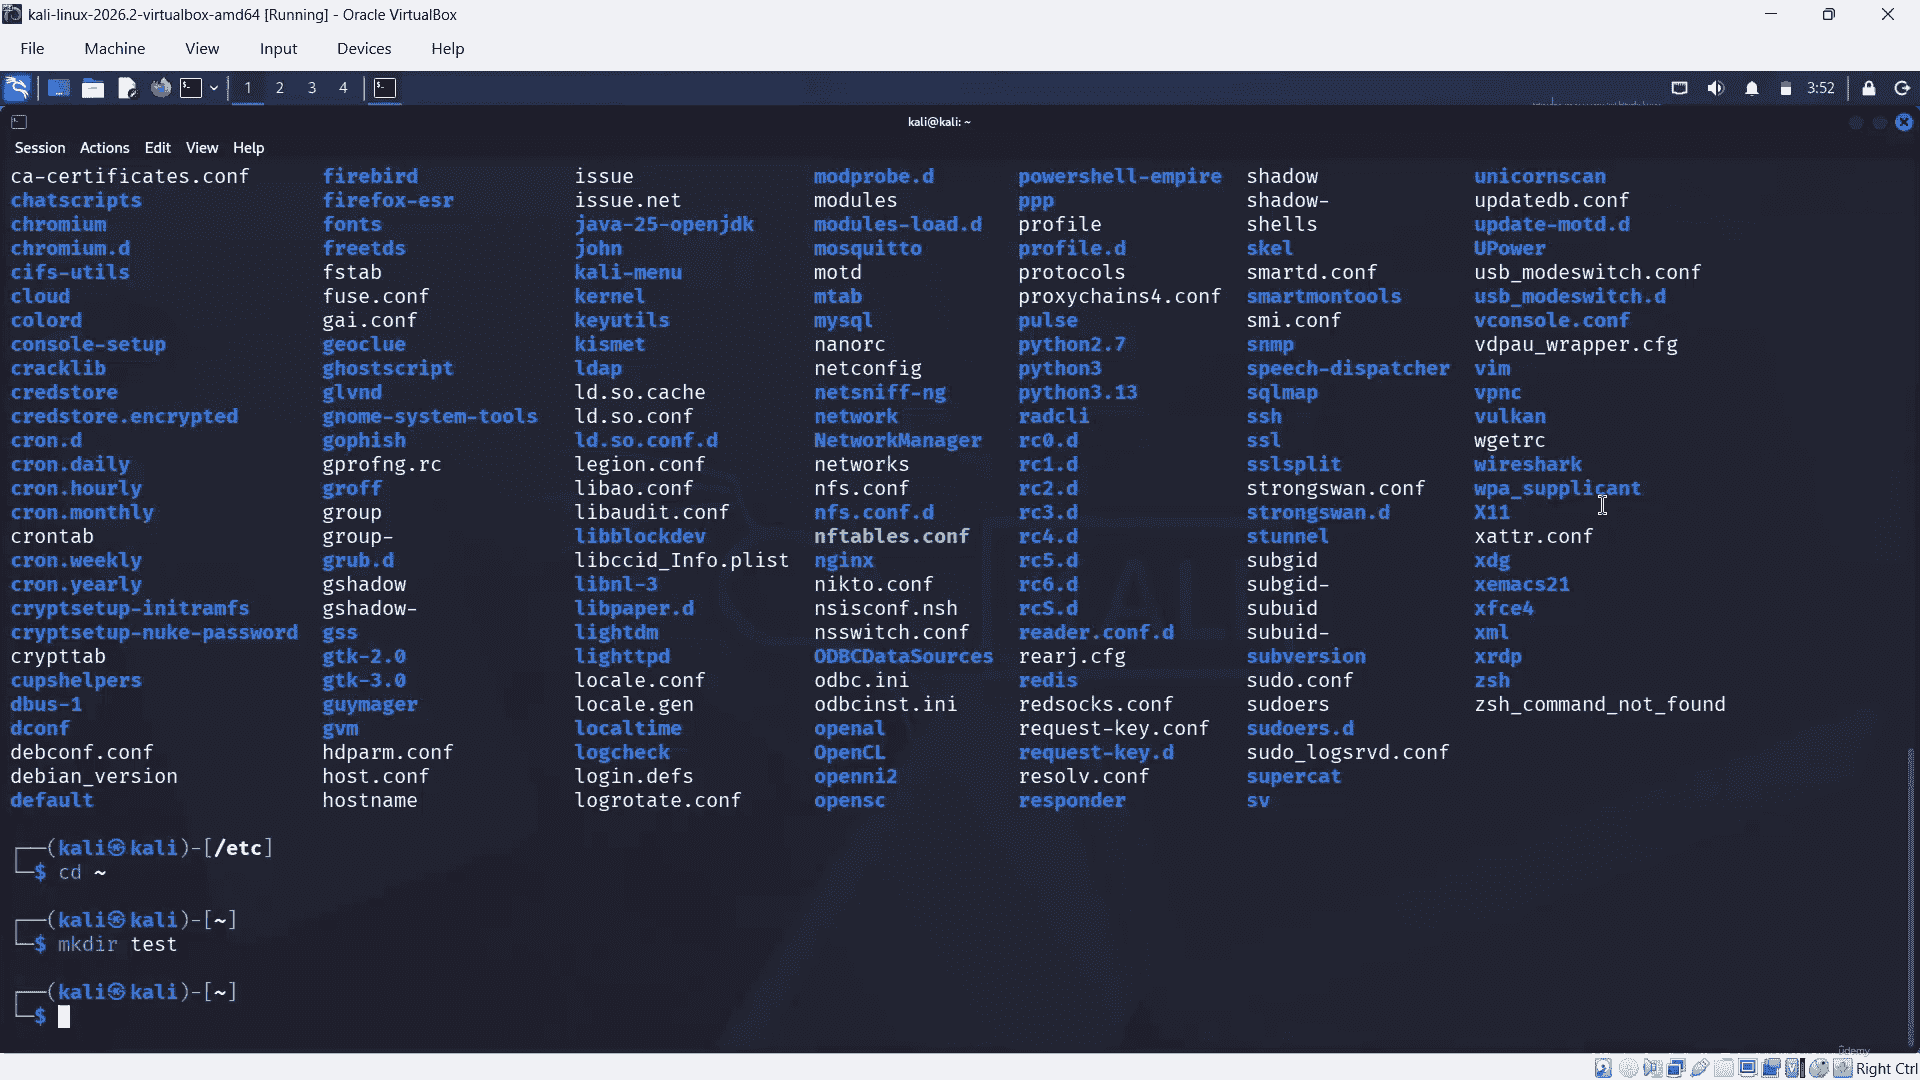 kali-linux-2026.2-virtualbox-amd64 [Running] - Oracle VirtualBox
File Machine View Input Devices Help
1 2 3 4 3:52
kali@kali: ~
Session Actions Edit View Help
ca-certificates.conf firebird issue modprobe.d powershell-empire shadow unicornscan
chatscripts firefox-esr issue.net modules ppp shadow- updatedb.conf
chromium fonts java-25-openjdk modules-load.d profile shells update-motd.d
chromium.d freetds john mosquitto profile.d skel UPower
cifs-utils fstab kali-menu motd protocols smartd.conf usb_modeswitch.conf
cloud fuse.conf kernel mtab proxychains4.conf smartmontools usb_modeswitch.d
colord gai.conf keyutils mysql pulse smi.conf vconsole.conf
console-setup geoclue kismet nanorc python2.7 snmp vdpau_wrapper.cfg
cracklib ghostscript ldap netconfig python3 speech-dispatcher vim
credstore glvnd ld.so.cache netsniff-ng python3.13 sqlmap vpnc
credstore.encrypted gnome-system-tools ld.so.conf network radcli ssh vulkan
cron.d gophish ld.so.conf.d NetworkManager rc0.d ssl wgetrc
cron.daily gprofng.rc legion.conf networks rc1.d sslsplit wireshark
cron.hourly groff libao.conf nfs.conf rc2.d strongswan.conf wpa_supplicant
cron.monthly group libaudit.conf nfs.conf.d rc3.d strongswan.d X11
crontab group- libblockdev nftables.conf rc4.d stunnel xattr.conf
cron.weekly grub.d libccid_Info.plist nginx rc5.d subgid xdg
cron.yearly gshadow libnl-3 nikto.conf rc6.d subgid- xemacs21
cryptsetup-initramfs gshadow- libpaper.d nsisconf.nsh rcS.d subuid xfce4
cryptsetup-nuke-password gss lightdm nsswitch.conf reader.conf.d subuid- xml
crypttab gtk-2.0 lighttpd ODBCDataSources rearj.cfg subversion xrdp
cupshelpers gtk-3.0 locale.conf odbc.ini redis sudo.conf zsh
dbus-1 guymager locale.gen odbcinst.ini redsocks.conf sudoers zsh_command_not_found
dconf gvm localtime openal request-key.conf sudoers.d
debconf.conf hdparm.conf logcheck OpenCL request-key.d sudo_logsrvd.conf
debian_version host.conf login.defs openni2 resolv.conf supercat
default hostname logrotate.conf opensc responder sv
┌──(kali㉿kali)-[/etc]
└─$ cd ~
┌──(kali㉿kali)-[~]
└─$ mkdir test
┌──(kali㉿kali)-[~]
└─$
ûdemy
Right Ctrl